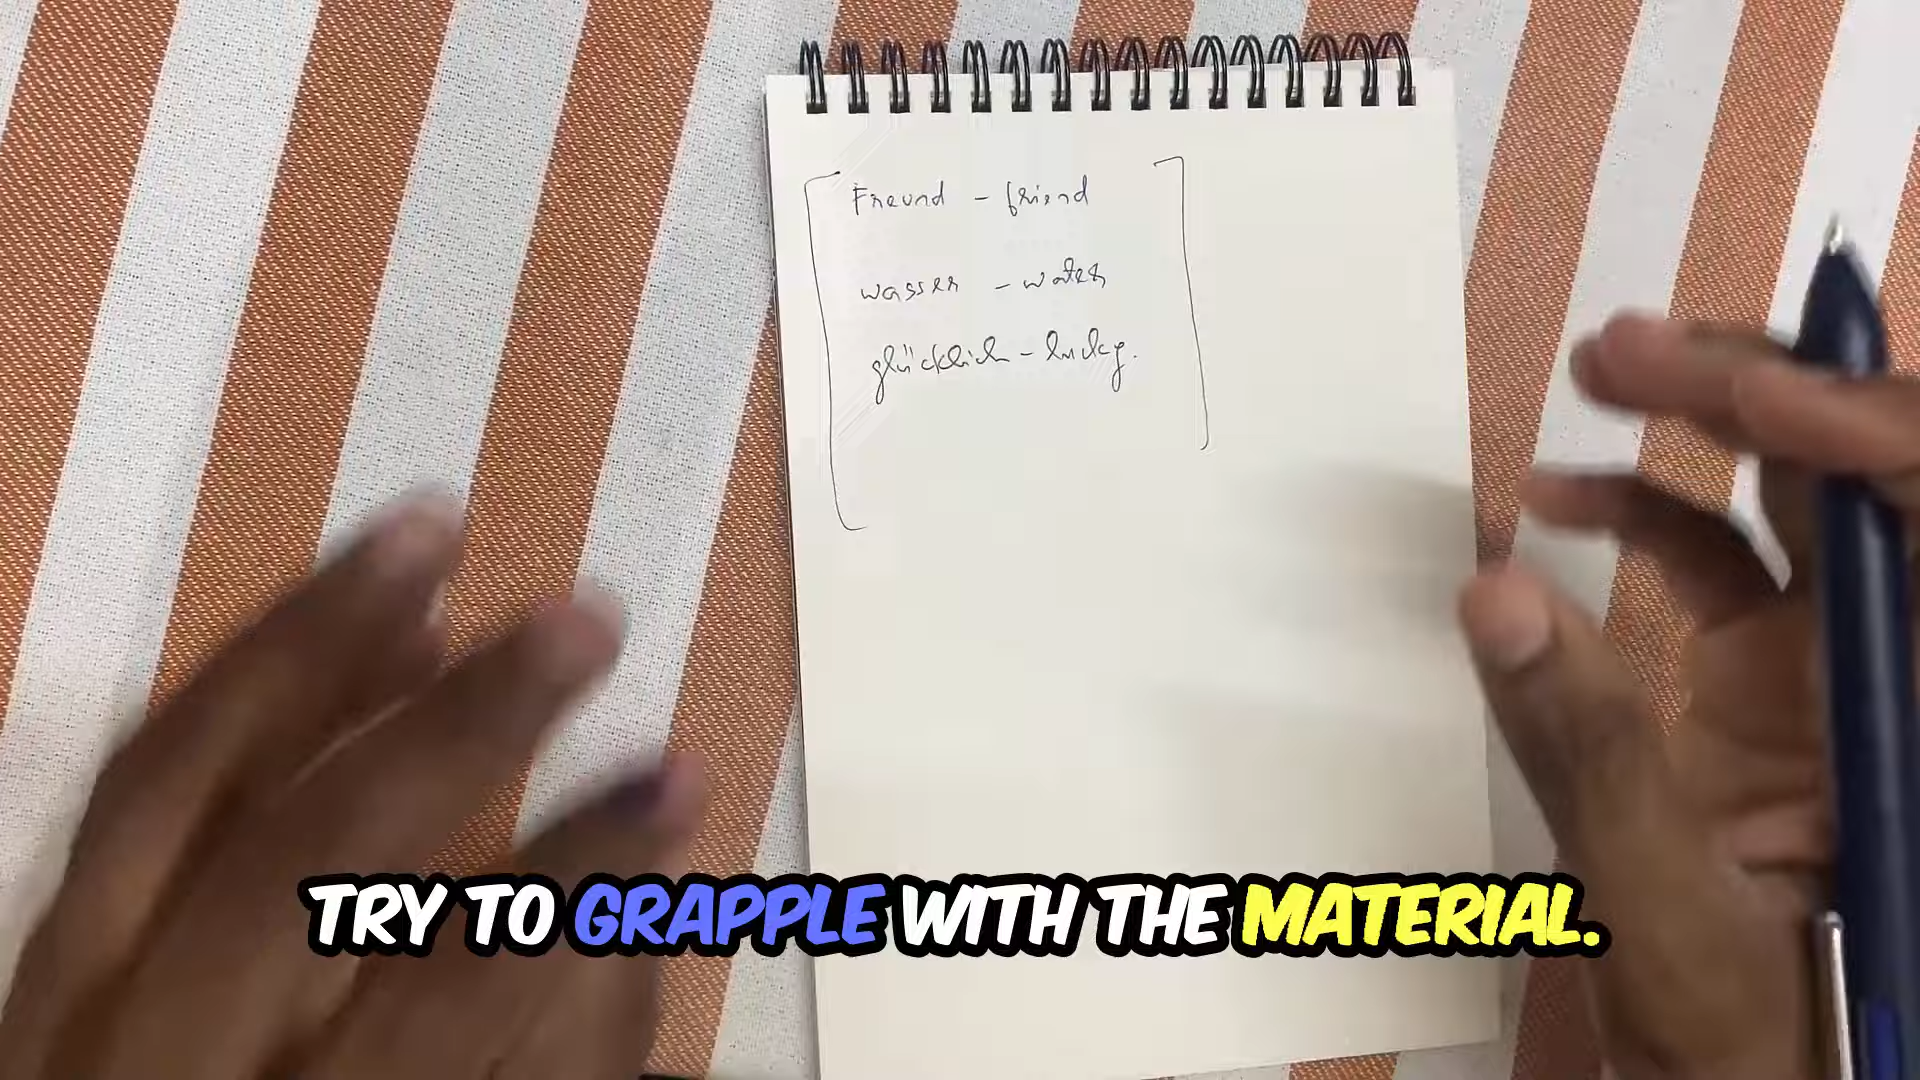 Freund - friend
wasser - water
glücklich - lucky.
TRY TO GRAPPLE WITH THE MATERIAL.